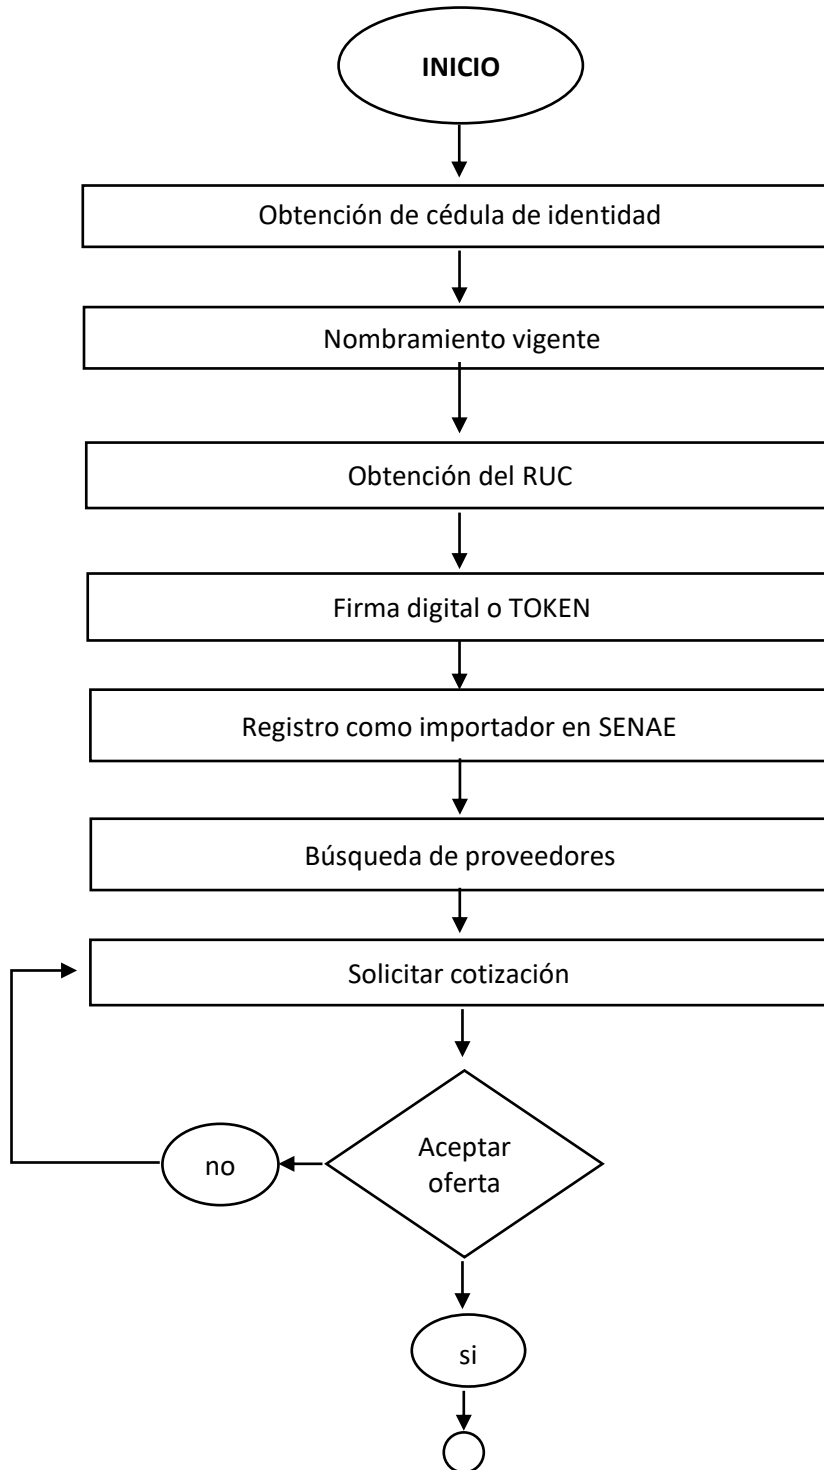 INICIO
Obtención de cédula de identidad
Nombramiento vigente
Obtención del RUC
Firma digital o TOKEN
Registro como importador en SENAE
Búsqueda de proveedores
Solicitar cotización
Aceptar
oferta
no
si